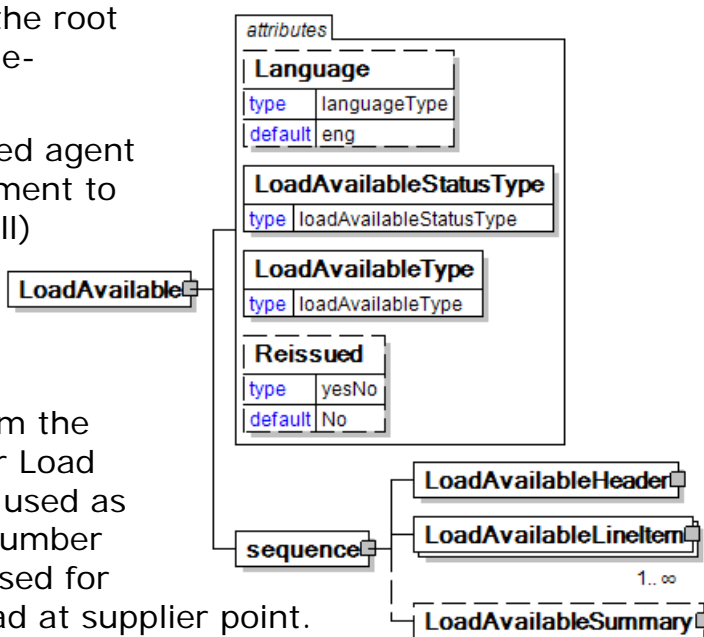 the root
e-
ed agent
ment to
ll)
m the
r Load
used as
number
sed for
ad at supplier point.
LoadAvailable
attributes
Language
type languageType
default eng
LoadAvailableStatusType
type loadAvailableStatusType
LoadAvailableType
type loadAvailableType
Reissued
type yesNo
default No
sequence
LoadAvailableHeader
LoadAvailableLineItem
1.. ∞
LoadAvailableSummary